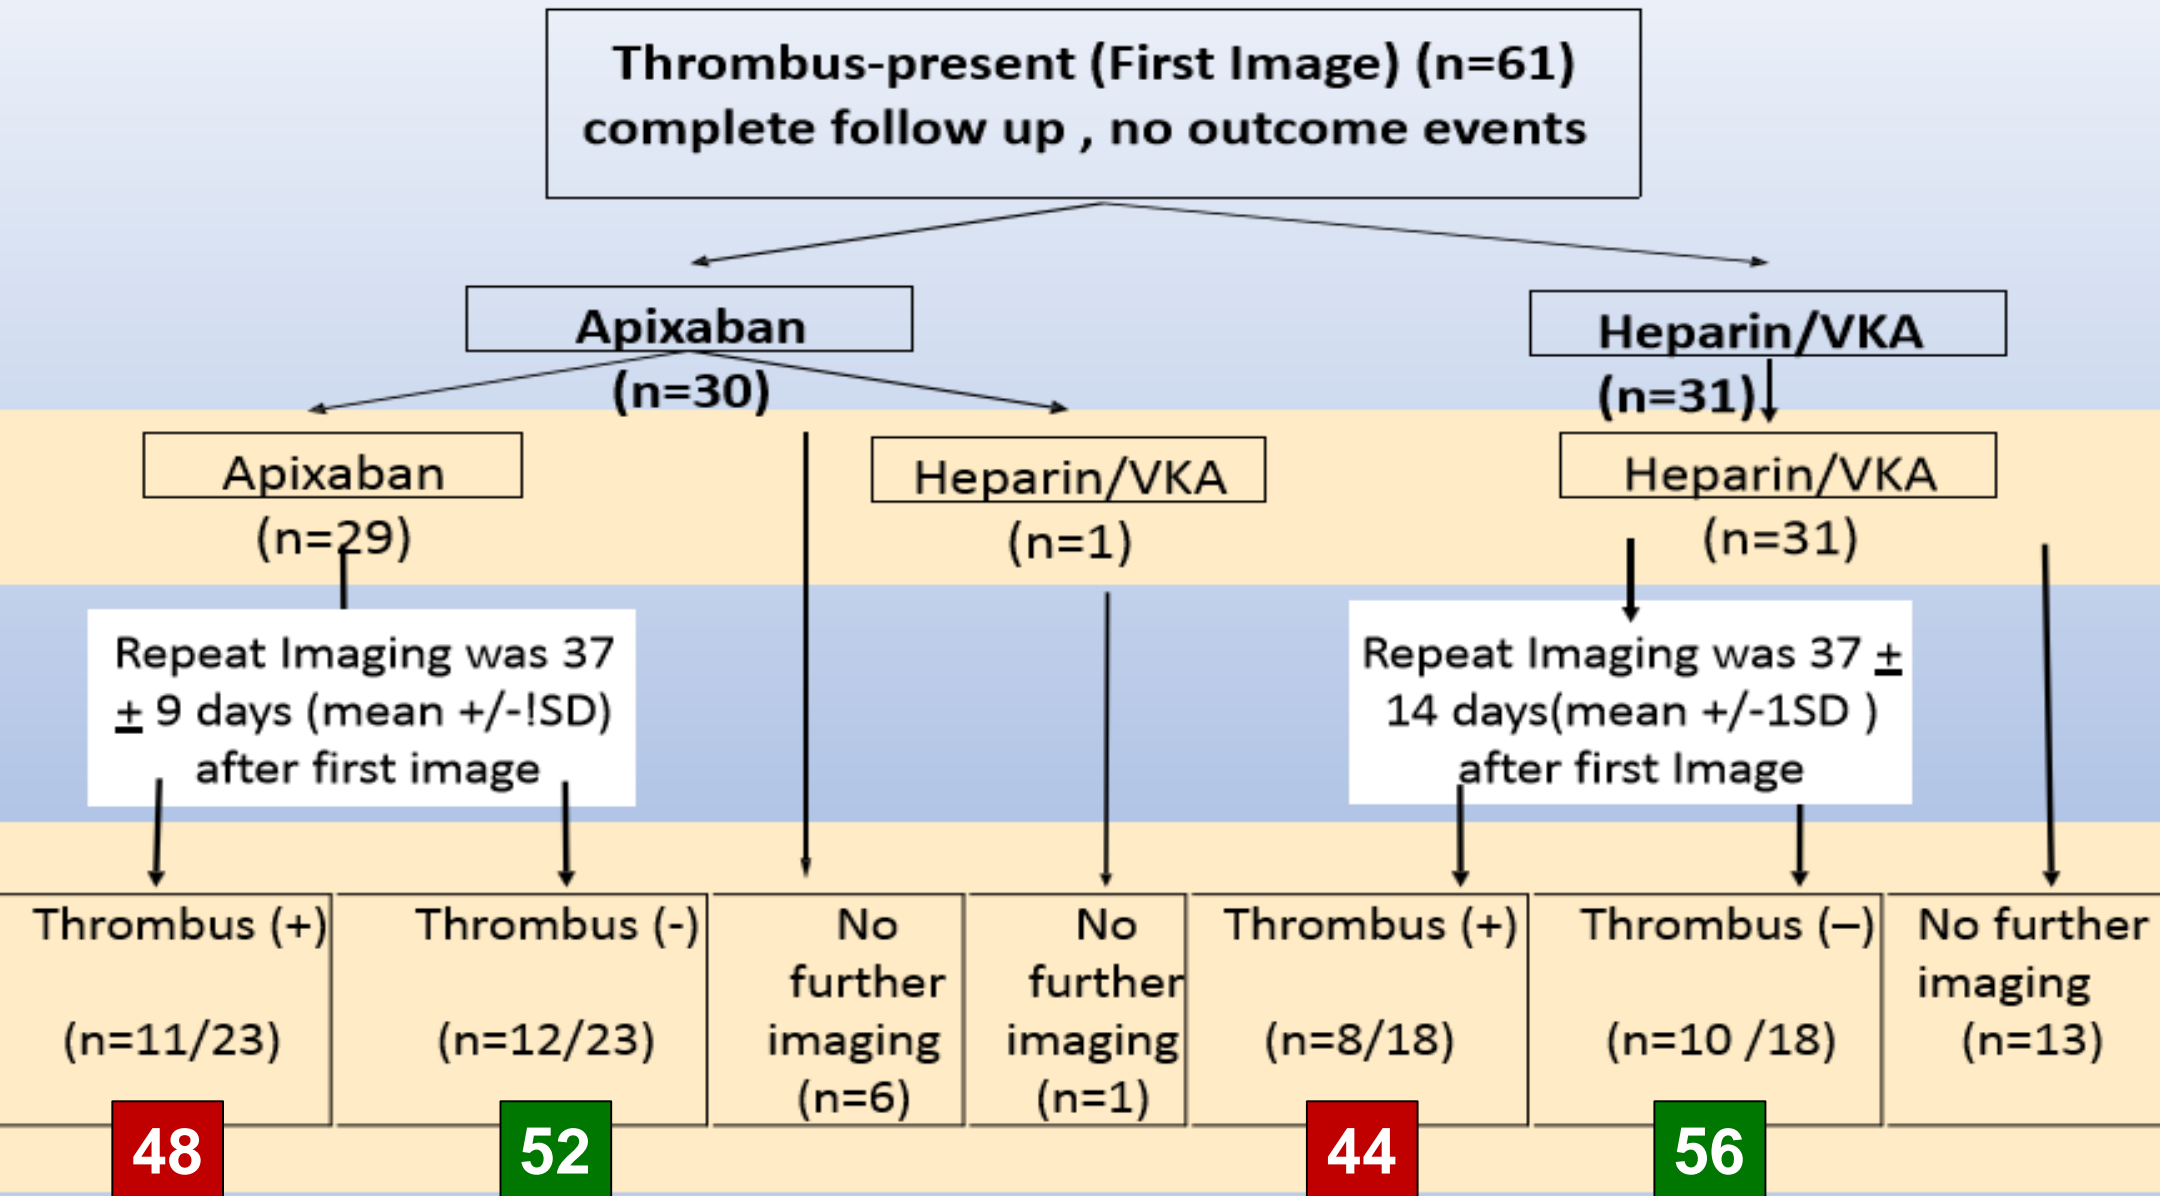 Thrombus-present (First Image) (n=61)
complete follow up , no outcome events
Apixaban
(n=30)
Heparin/VKA
(n=31)
Apixaban
(n=29)
Heparin/VKA
(n=1)
Heparin/VKA
(n=31)
Repeat Imaging was 37
± 9 days (mean +/-!SD)
after first image
Repeat Imaging was 37 ±
14 days(mean +/-1SD )
after first Image
Thrombus (+)
(n=11/23)
48
Thrombus (-)
(n=12/23)
52
No
further
imaging
(n=6)
No
further
imaging
(n=1)
Thrombus (+)
(n=8/18)
44
Thrombus (–)
(n=10 /18)
56
No further
imaging
(n=13)